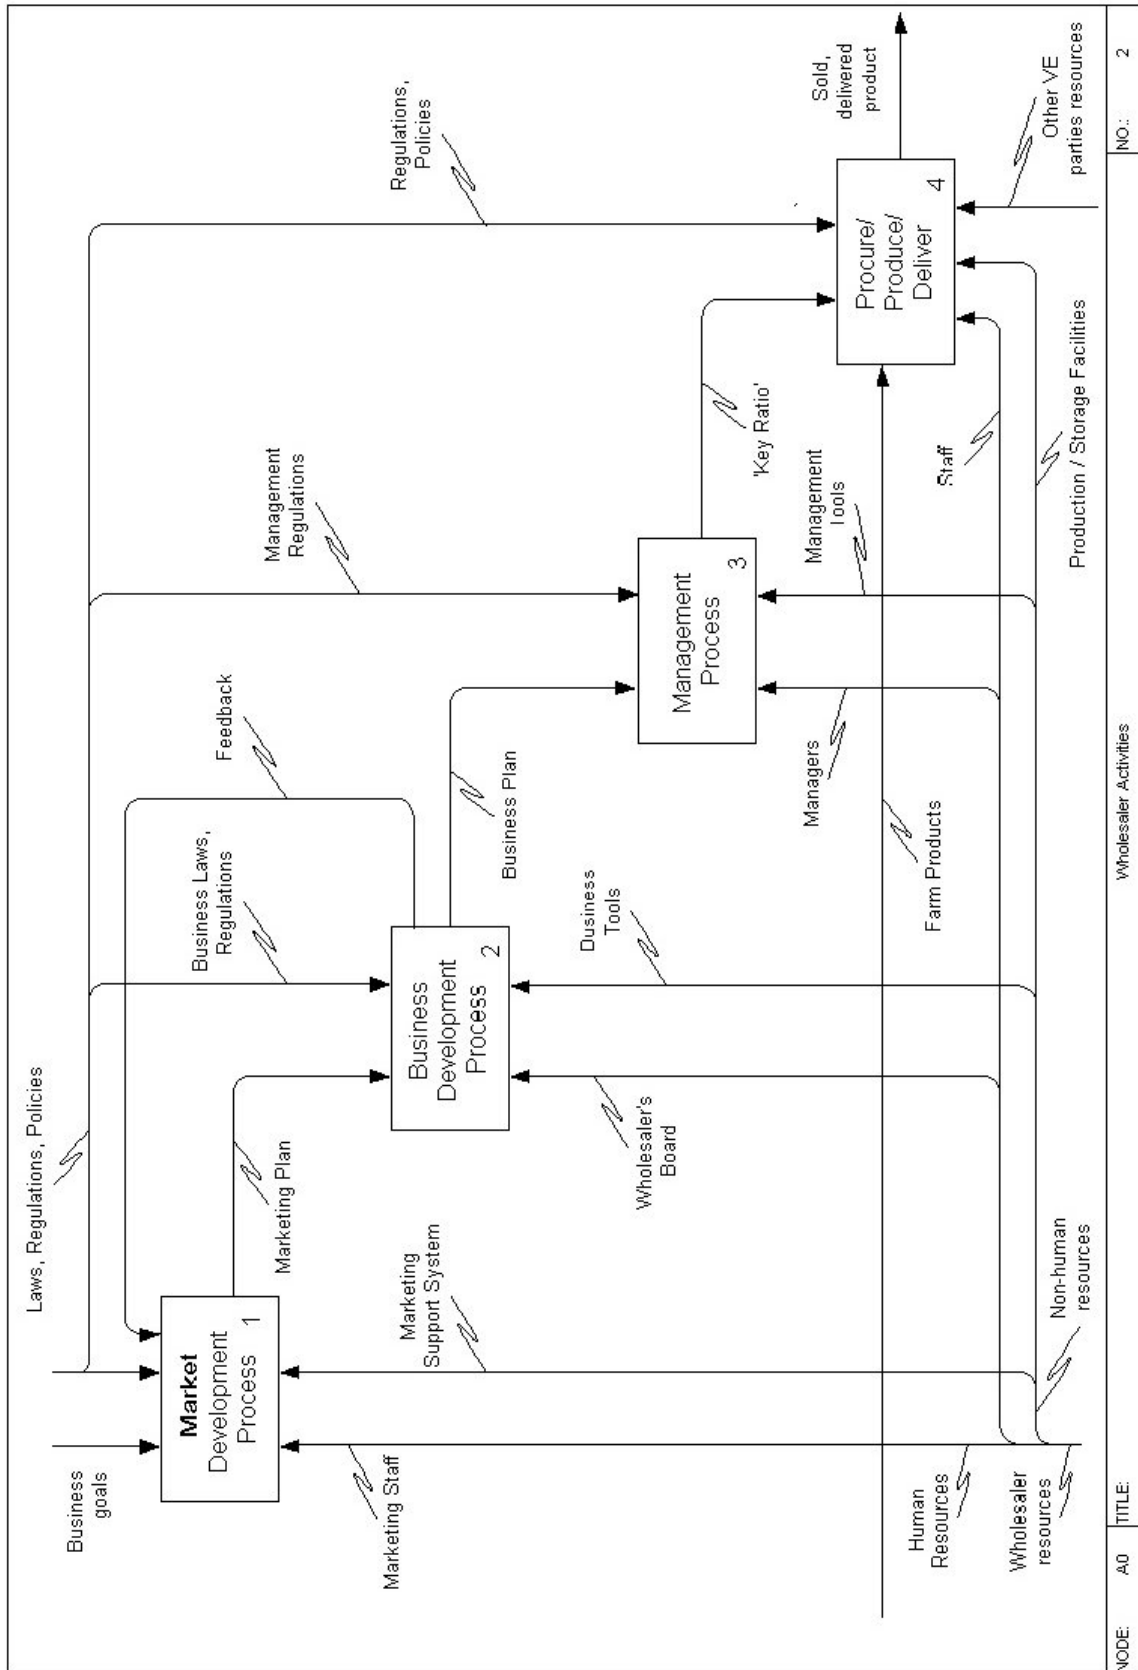 Laws, Regulations, Policies
Business
goals
Market
Development
Process
1
Feedback
Business Laws,
Regulations
Management
Regulations
Regulations,
Policies
Marketing Plan
Business
Development
Process
2
Business Plan
Marketing Staff
Marketing
Support System
Wholesaler's
Board
Dusiness
Tools
Management
Process
3
'Key Ratio'
Managers
Management
Tools
Procure/
Produce/
Deliver
4
Sold,
delivered
product
Farm Products
Staff
Human
Resources
Wholesaler
resources
Non-human
resources
Production / Storage Facilities
Other VE
parties resources
NODE:
A0
TITLE:
Wholesaler Activities
NO.:
2